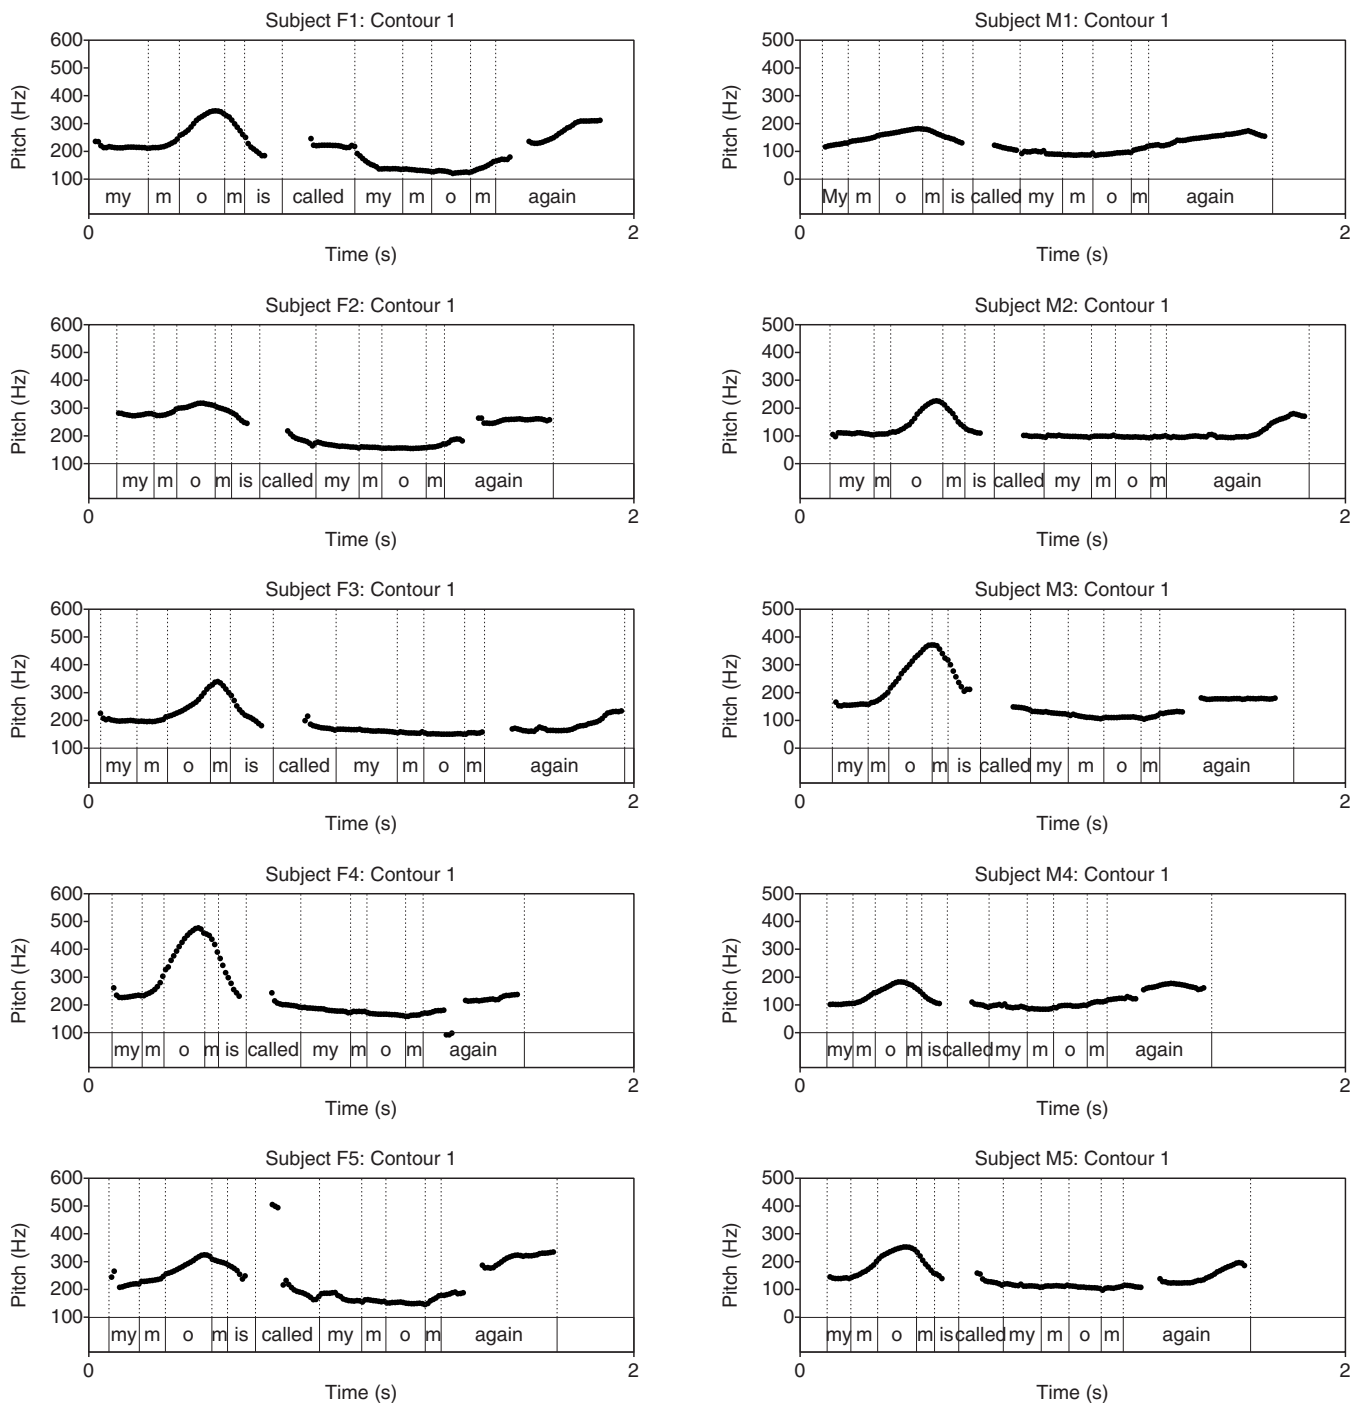 Subject F1: Contour 1
600
500
400
300
200
100
Pitch (Hz)
my m o m is called my m o m again
0 2
Time (s)
Subject M1: Contour 1
500
400
300
200
100
0
Pitch (Hz)
My m o m is called my m o m again
0 2
Time (s)
Subject F2: Contour 1
600
500
400
300
200
100
Pitch (Hz)
my m o m is called my m o m again
0 2
Time (s)
Subject M2: Contour 1
500
400
300
200
100
0
Pitch (Hz)
my m o m is called my m o m again
0 2
Time (s)
Subject F3: Contour 1
600
500
400
300
200
100
Pitch (Hz)
my m o m is called my m o m again
0 2
Time (s)
Subject M3: Contour 1
500
400
300
200
100
0
Pitch (Hz)
my m o m is called my m o m again
0 2
Time (s)
Subject F4: Contour 1
600
500
400
300
200
100
Pitch (Hz)
my m o m is called my m o m again
0 2
Time (s)
Subject M4: Contour 1
500
400
300
200
100
0
Pitch (Hz)
my m o m is called my m o m again
0 2
Time (s)
Subject F5: Contour 1
600
500
400
300
200
100
Pitch (Hz)
my m o m is called my m o m again
0 2
Time (s)
Subject M5: Contour 1
500
400
300
200
100
0
Pitch (Hz)
my m o m is called my m o m again
0 2
Time (s)